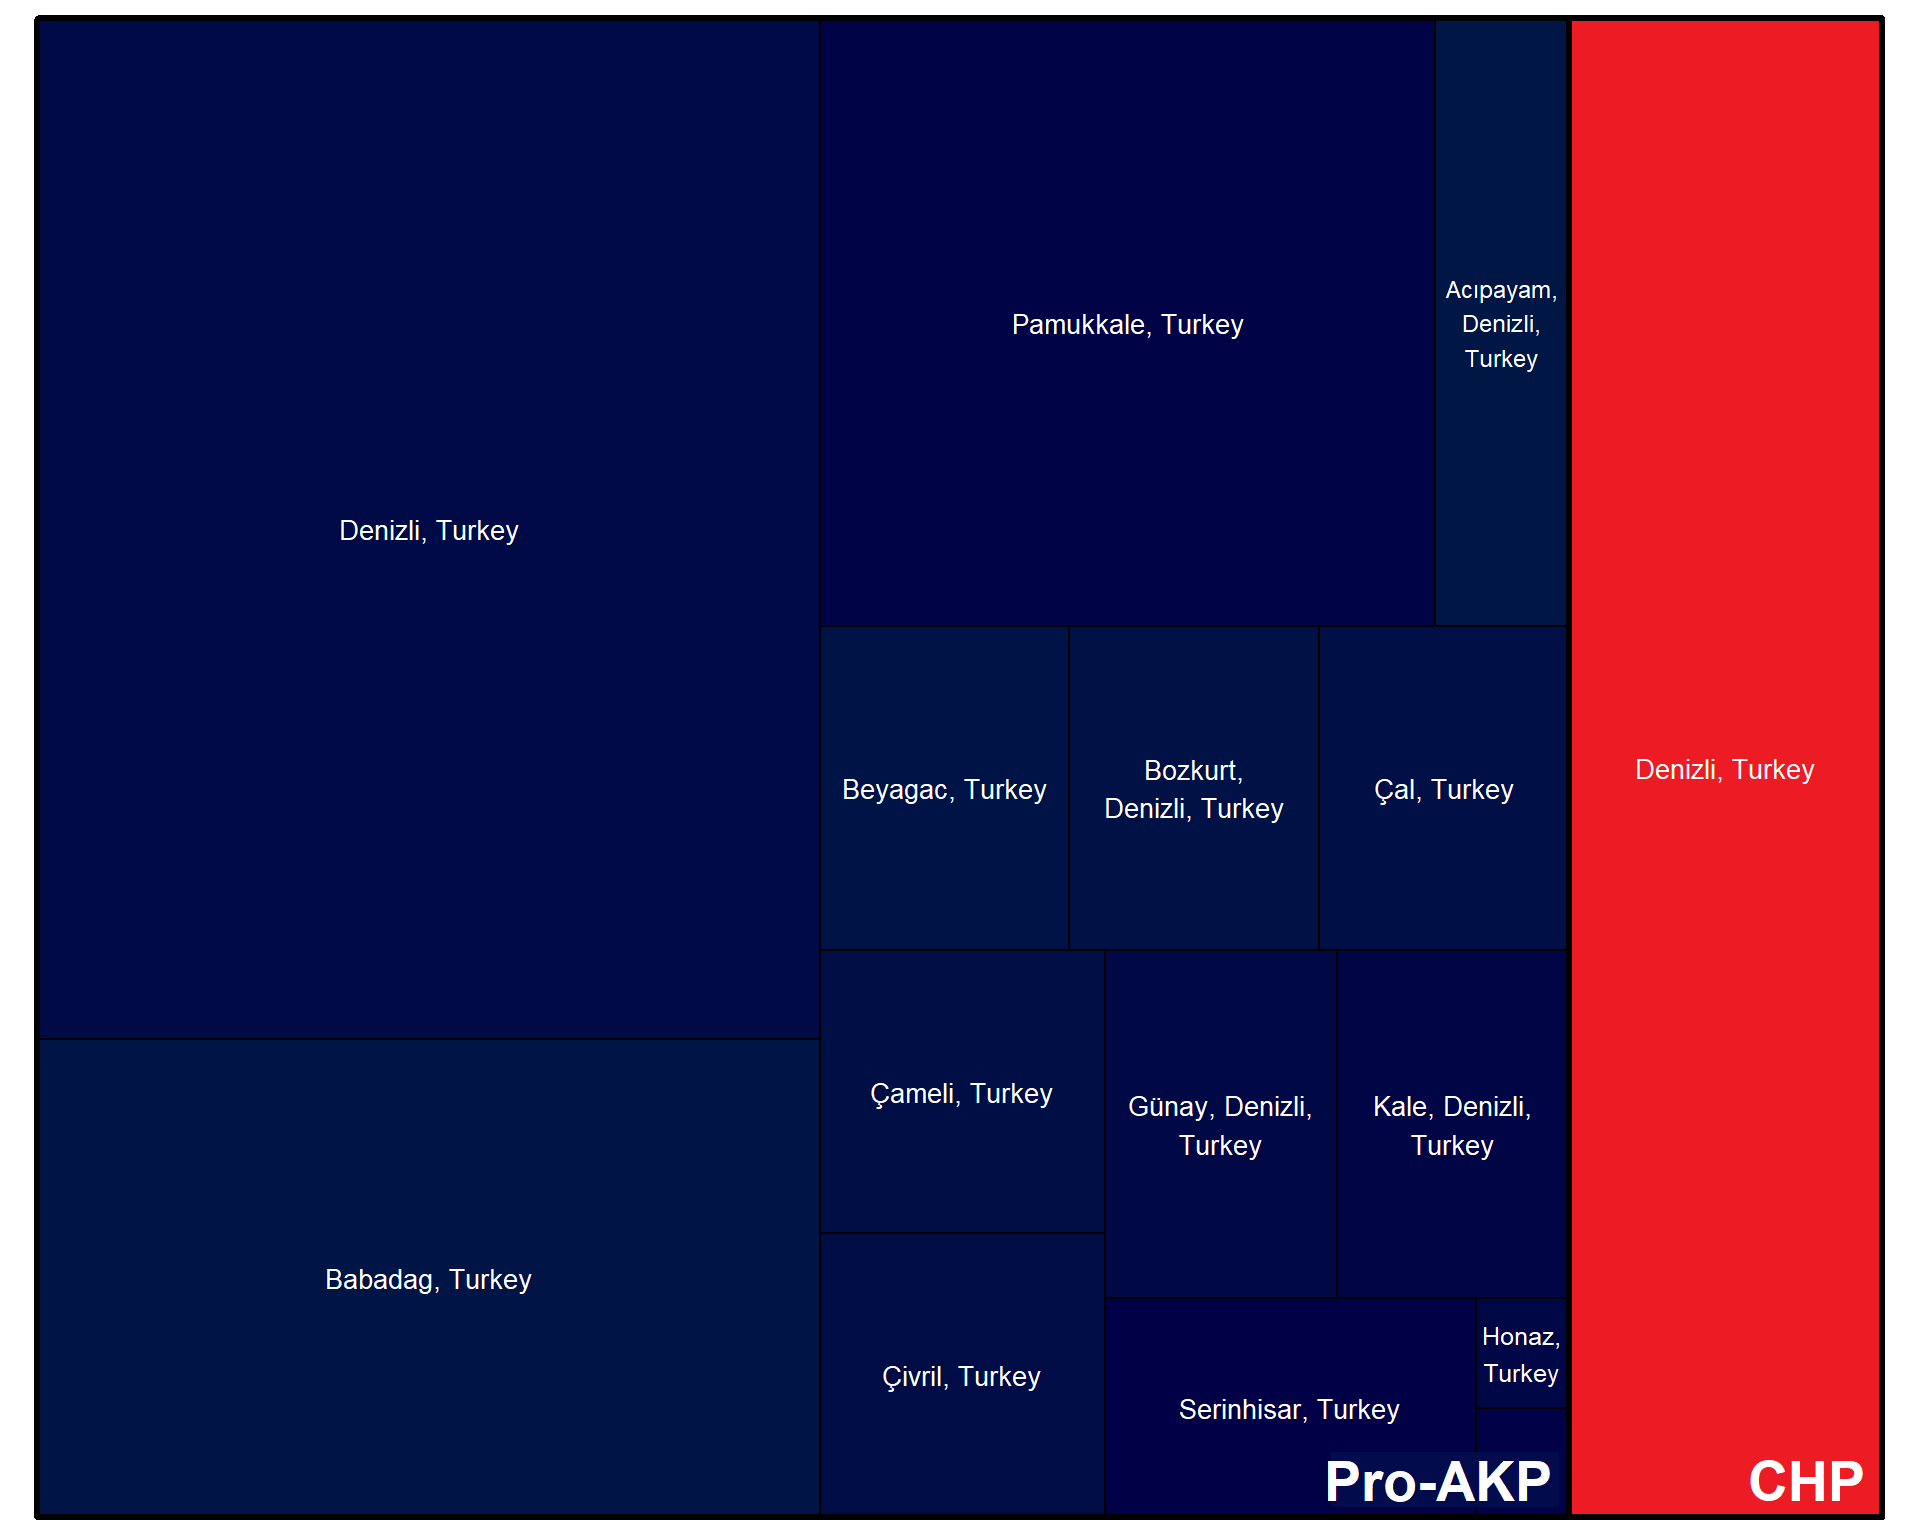 Denizli, Turkey
Babadag, Turkey
Pamukkale, Turkey
Acıpayam,
Denizli,
Turkey
Beyagac, Turkey
Bozkurt,
Denizli, Turkey
Çal, Turkey
Çameli, Turkey
Çivril, Turkey
Günay, Denizli,
Turkey
Kale, Denizli,
Turkey
Serinhisar, Turkey
Honaz,
Turkey
Pro-AKP
Denizli, Turkey
CHP